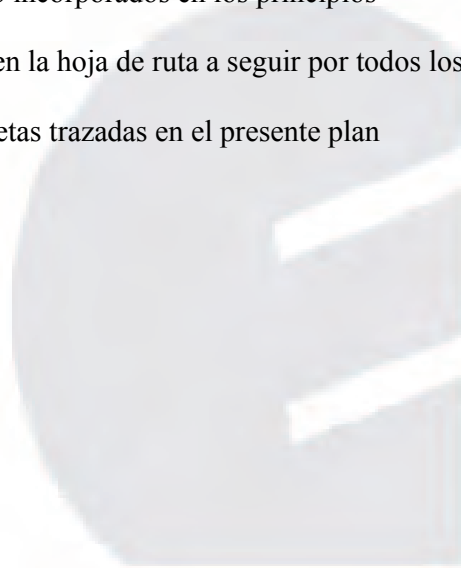 incorporados en los principios
en la hoja de ruta a seguir por todos los
etas trazadas en el presente plan